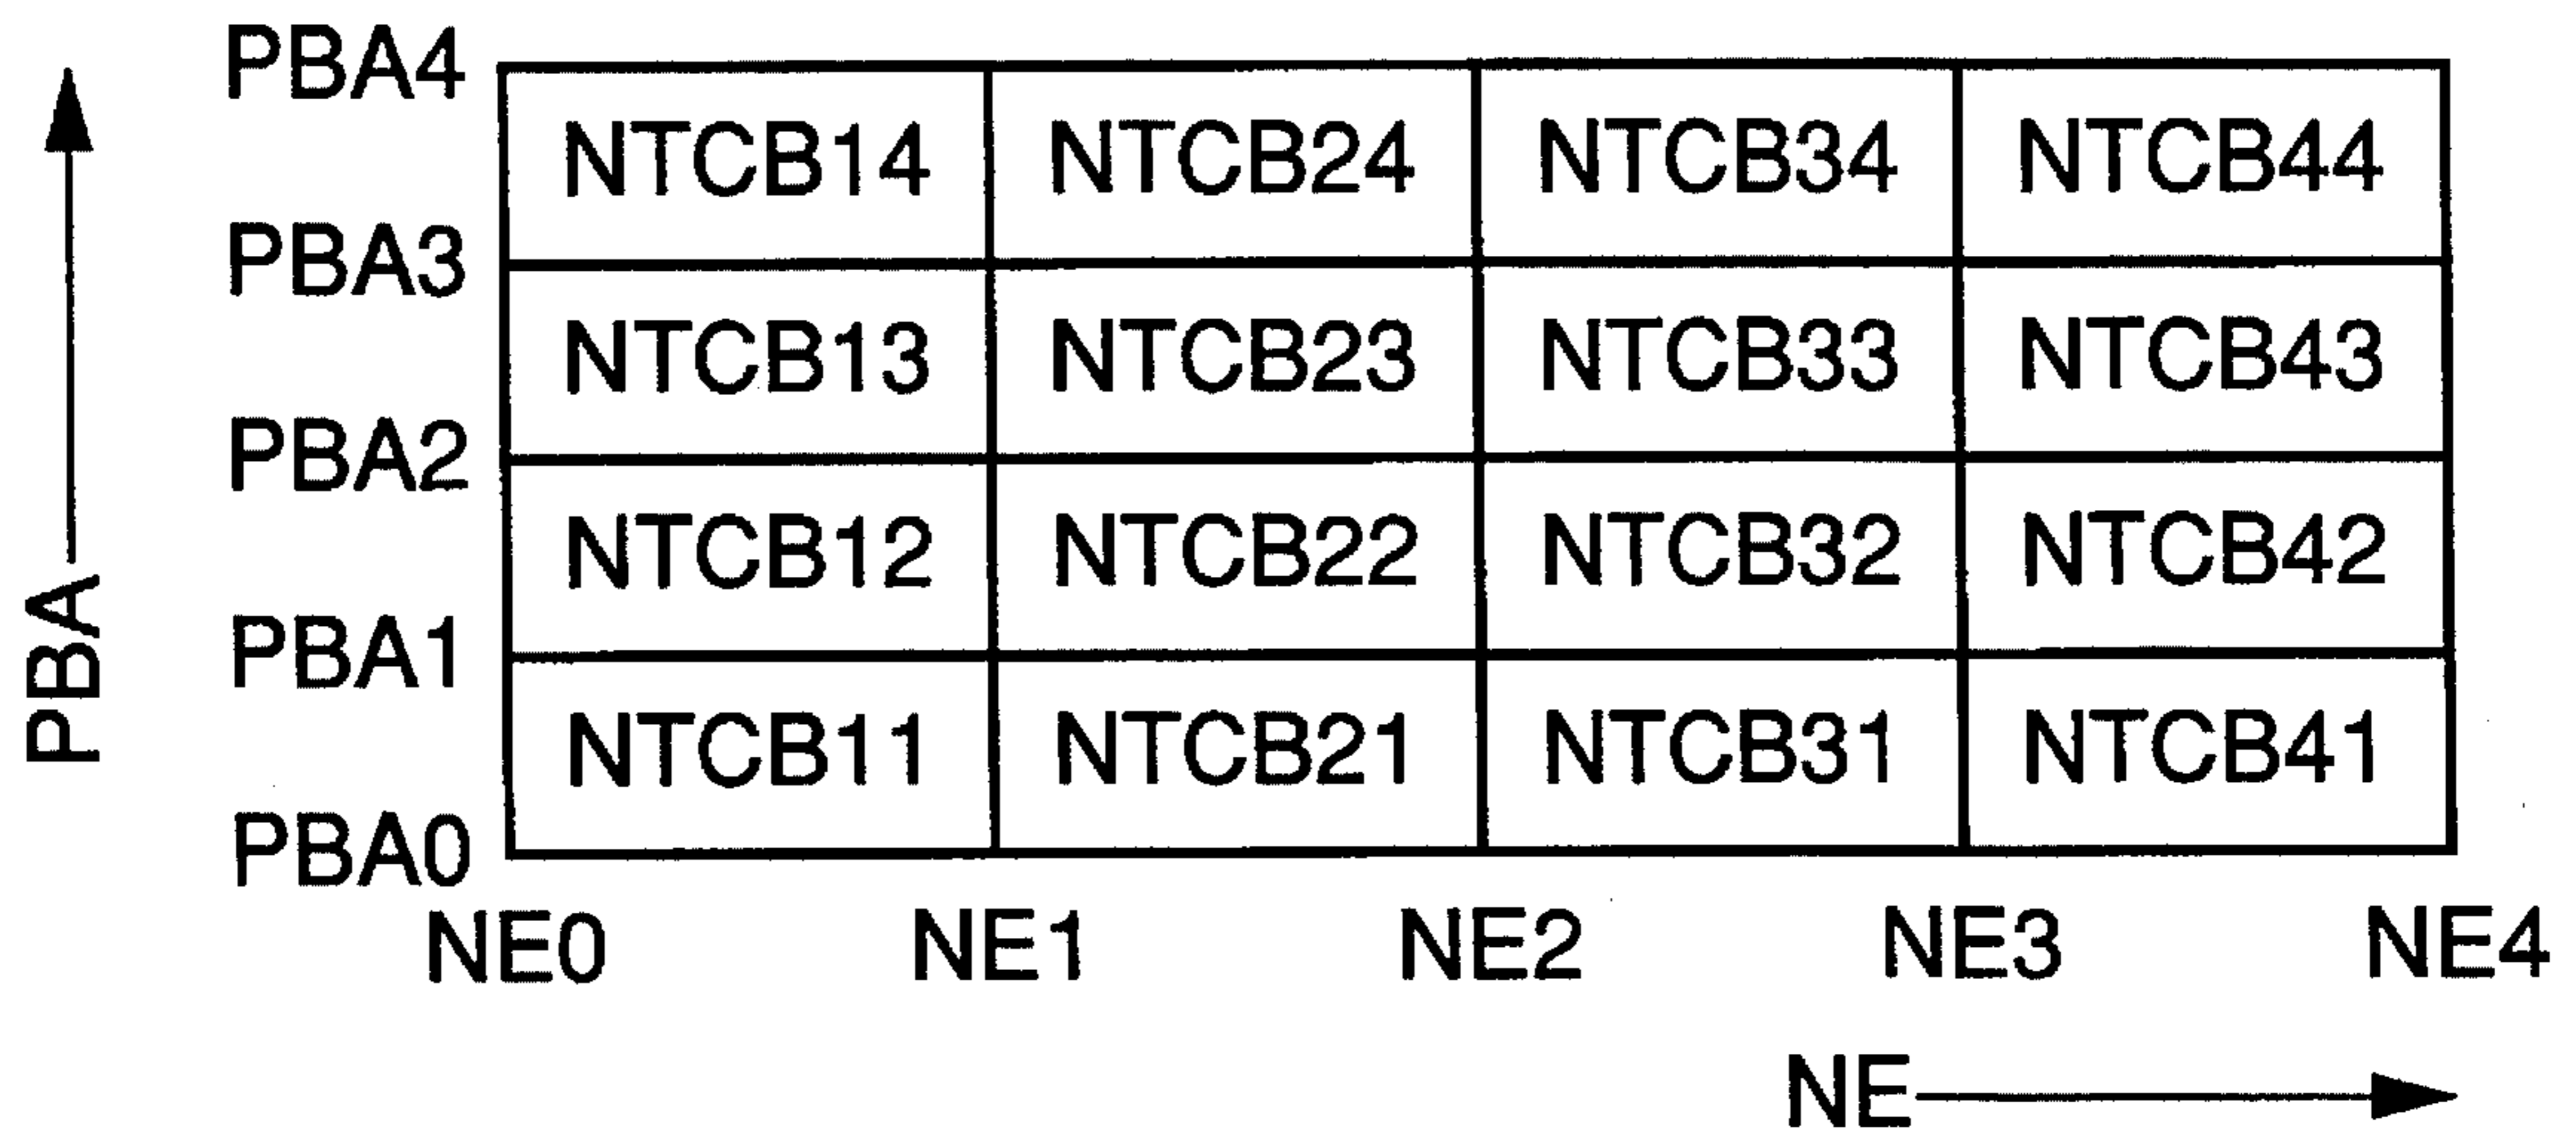 PBA4
NTCB14 NTCB24 NTCB34 NTCB44
PBA3
NTCB13 NTCB23 NTCB33 NTCB43
PBA2
NTCB12 NTCB22 NTCB32 NTCB42
PBA1
NTCB11 NTCB21 NTCB31 NTCB41
PBA0
PBA
NE0 NE1 NE2 NE3 NE4
NE